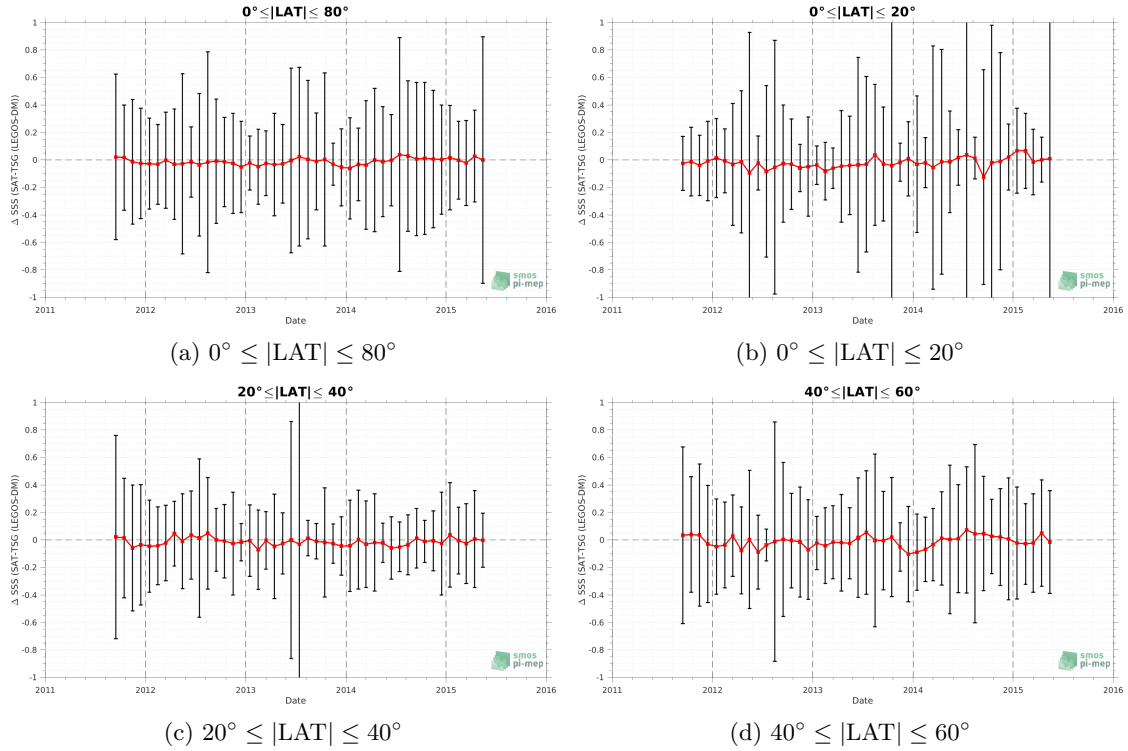 0°≤|LAT|≤ 80°
1
0.8
0.6
0.4
0.2
0
-0.2
-0.4
-0.6
-0.8
-1
Δ SSS (SAT-TSG (LEGOS-DM))
2011
2012
2013
2014
2015
2016
Date
smos
pi-mep
(a) 0° ≤ |LAT| ≤ 80°
0°≤|LAT|≤ 20°
1
0.8
0.6
0.4
0.2
0
-0.2
-0.4
-0.6
-0.8
-1
Δ SSS (SAT-TSG (LEGOS-DM))
2011
2012
2013
2014
2015
2016
Date
smos
pi-mep
(b) 0° ≤ |LAT| ≤ 20°
20°≤|LAT|≤ 40°
1
0.8
0.6
0.4
0.2
0
-0.2
-0.4
-0.6
-0.8
-1
Δ SSS (SAT-TSG (LEGOS-DM))
2011
2012
2013
2014
2015
2016
Date
smos
pi-mep
(c) 20° ≤ |LAT| ≤ 40°
40°≤|LAT|≤ 60°
1
0.8
0.6
0.4
0.2
0
-0.2
-0.4
-0.6
-0.8
-1
Δ SSS (SAT-TSG (LEGOS-DM))
2011
2012
2013
2014
2015
2016
Date
smos
pi-mep
(d) 40° ≤ |LAT| ≤ 60°